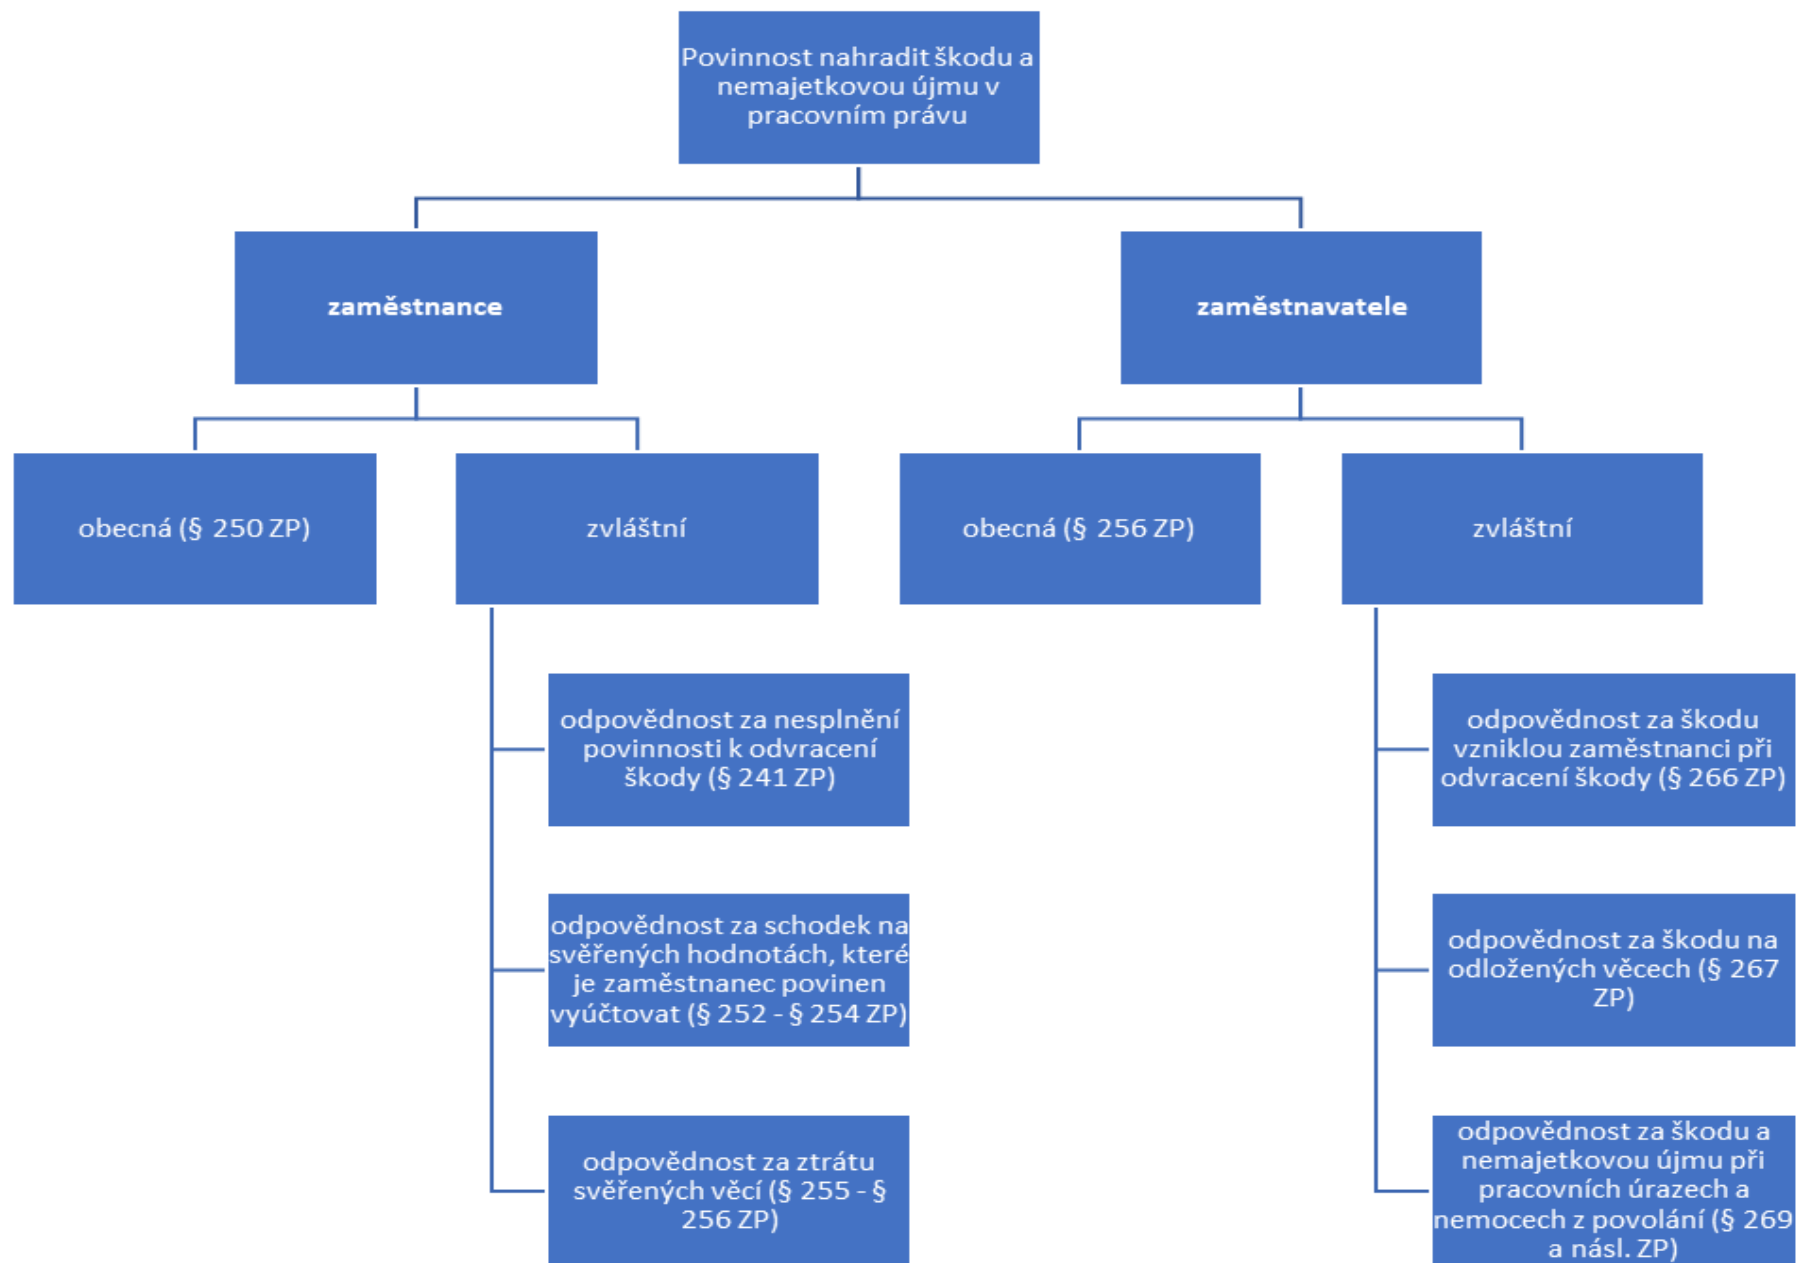 Povinnost nahradit škodu a
nemajetkovou újmu v
pracovním právu
zaměstnance
zaměstnavatele
obecná (§ 250 ZP)
zvláštní
obecná (§ 256 ZP)
zvláštní
odpovědnost za nesplnění
povinnosti k odvracení
škody (§ 241 ZP)
odpovědnost za schodek na
svěřených hodnotách, které
je zaměstnanec povinen
vyúčtovat (§ 252 - § 254 ZP)
odpovědnost za ztrátu
svěřených věcí (§ 255 - §
256 ZP)
odpovědnost za škodu
vzniklou zaměstnanci při
odvracení škody (§ 266 ZP)
odpovědnost za škodu na
odložených věcech (§ 267
ZP)
odpovědnost za škodu a
nemajetkovou újmu při
pracovních úrazech a
nemocech z povolání (§ 269
a násl. ZP)